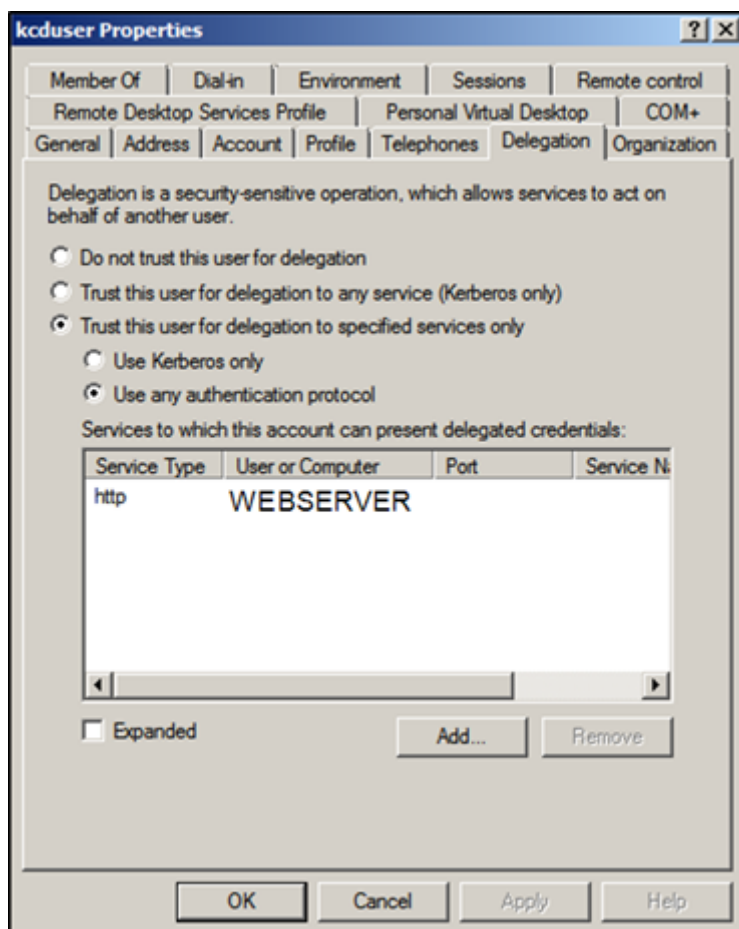 kcduser Properties
Member Of Dial-in Environment Sessions Remote control
Remote Desktop Services Profile Personal Virtual Desktop COM+
General Address Account Profile Telephones Delegation Organization
Delegation is a security-sensitive operation, which allows services to act on
behalf of another user.
Do not trust this user for delegation
Trust this user for delegation to any service (Kerberos only)
Trust this user for delegation to specified services only
Use Kerberos only
Use any authentication protocol
Services to which this account can present delegated credentials:
Service Type User or Computer Port Service Na
http WEBSERVER
Expanded Add... Remove
OK Cancel Apply Help